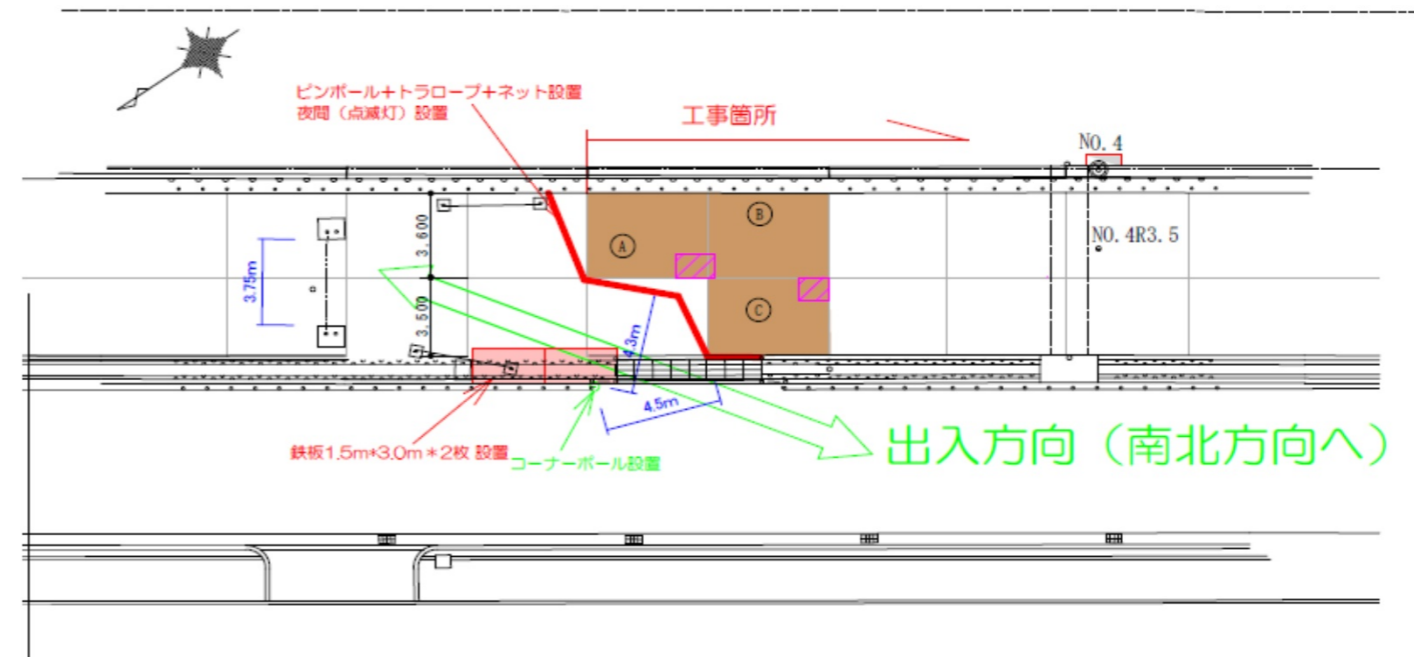 ピンポール+トラロープ+ネット設置
夜間（点滅灯）設置
工事箇所
NO.4
B
A
3,600
NO.4R3.5
3.75m
C
3,500
4.3m
4.5m
鉄板1.5m*3.0m*2枚 設置
コーナーポール設置
出入方向（南北方向へ）